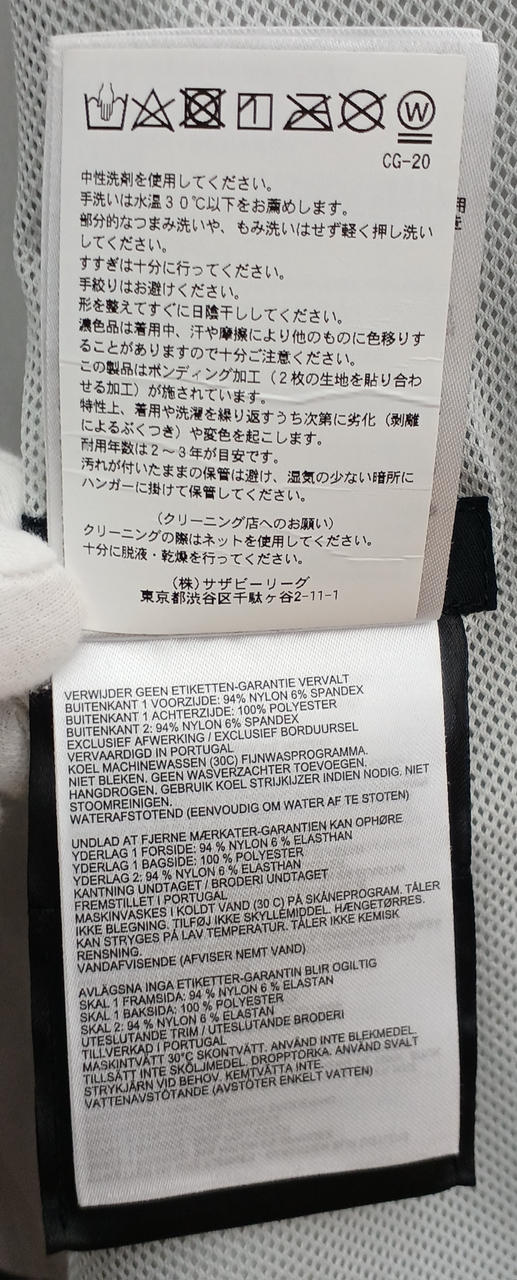 W
CG-20
中性洗剤を使用してください。
手洗いは水温30℃以下をお薦めします。
部分的なつまみ洗いや、もみ洗いはせず軽く押し洗い
してください。
すすぎは十分に行ってください。
手絞りはお避けください。
形を整えてすぐに日陰干ししてください。
濃色品は着用中、汗や摩擦により他のものに色移りす
ることがありますので十分ご注意ください。
この製品はボンディング加工(2枚の生地を貼り合わ
せる加工)が施されています。
特性上、着用や洗濯を繰り返すうち次第に劣化(剥離
によるぶくつき)や変色を起こします。
耐用年数は2~3年が目安です。
汚れが付いたままの保管は避け、湿気の少ない暗所に
ハンガーに掛けて保管してください。
(クリーニング店へのお願い)
クリーニングの際はネットを使用してください。
十分に脱液・乾燥を行ってください。
(株)サザビーリーグ
東京都渋谷区千駄ヶ谷2-11-1
VERWIJDER GEEN ETIKETTEN-GARANTIE VERVALT
BUITENKANT 1 VOORZIJDE: 94% NYLON 6% SPANDEX
BUITENKANT 1 ACHTERZIJDE: 100% POLYESTER
BUITENKANT 2: 94% NYLON 6% SPANDEX
EXCLUSIEF AFWERKING / EXCLUSIEF BORDUURSEL
VERVAARDIGD IN PORTUGAL
KOEL MACHINEWASSEN (30C) FIJNWASPROGRAMMA.
NIET BLEKEN. GEEN WASVERZACHTER TOEVOEGEN.
HANGDROGEN. GEBRUIK KOEL STRIJKIJZER INDIEN NODIG. NIET
STOOMREINIGEN.
WATERAFSTOTEND (EENVOUDIG OM WATER AF TE STOTEN)
UNDLAD AT FJERNE MÆRKATER-GARANTIEN KAN OPHØRE
YDERLAG 1 FORSIDE: 94 % NYLON 6 % ELASTHAN
YDERLAG 1 BAGSIDE: 100 % POLYESTER
YDERLAG 2: 94 % NYLON 6 % ELASTHAN
KANTNING UNDTAGET / BRODERI UNDTAGET
FREMSTILLET I PORTUGAL
MASKINVASKES I KOLDT VAND (30 C) PÅ SKÅNEPROGRAM. TÅLER
IKKE BLEGNING. TILFØJ IKKE SKYLLEMIDDEL. HÆNGETØRRES.
KAN STRYGES PÅ LAV TEMPERATUR. TÅLER IKKE KEMISK
RENSNING.
VANDAFVISENDE (AFVISER NEMT VAND)
AVLÄGSNA INGA ETIKETTER-GARANTIN BLIR OGILTIG
SKAL 1 FRAMSIDA: 94 % NYLON 6 % ELASTAN
SKAL 1 BAKSIDA: 100 % POLYESTER
SKAL 2: 94 % NYLON 6 % ELASTAN
UTESLUTANDE TRIM / UTESLUTANDE BRODERI
TILLVERKAD I PORTUGAL
MASKINTVÄTT 30°C SKONTVÄTT. ANVÄND INTE BLEKMEDEL.
TILLSÄTT INTE SKÖLJMEDEL. DROPPTORKA. ANVÄND SVALT
STRYKJÄRN VID BEHOV. KEMTVÄTTA INTE.
VATTENAVSTÖTANDE (AVSTÖTER ENKELT VATTEN)